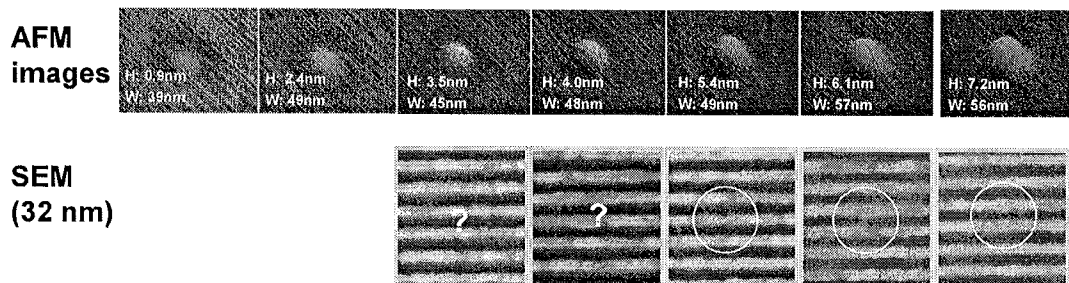 AFM
images
H: 0.9nm
W: 39nm
H: 2.4nm
W: 49nm
H: 3.5nm
W: 45nm
H: 4.0nm
W: 48nm
H: 5.4nm
W: 49nm
H: 6.1nm
W: 57nm
H: 7.2nm
W: 56nm
SEM
(32 nm)
?
?